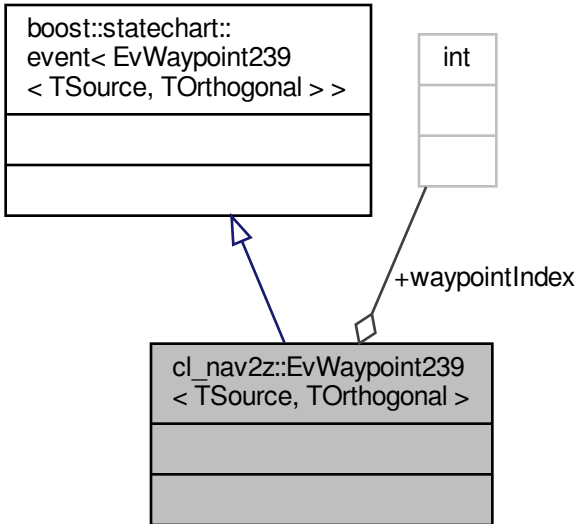 boost::statechart::
event< EvWaypoint239
< TSource, TOrthogonal > >
int
+waypointIndex
cl_nav2z::EvWaypoint239
< TSource, TOrthogonal >